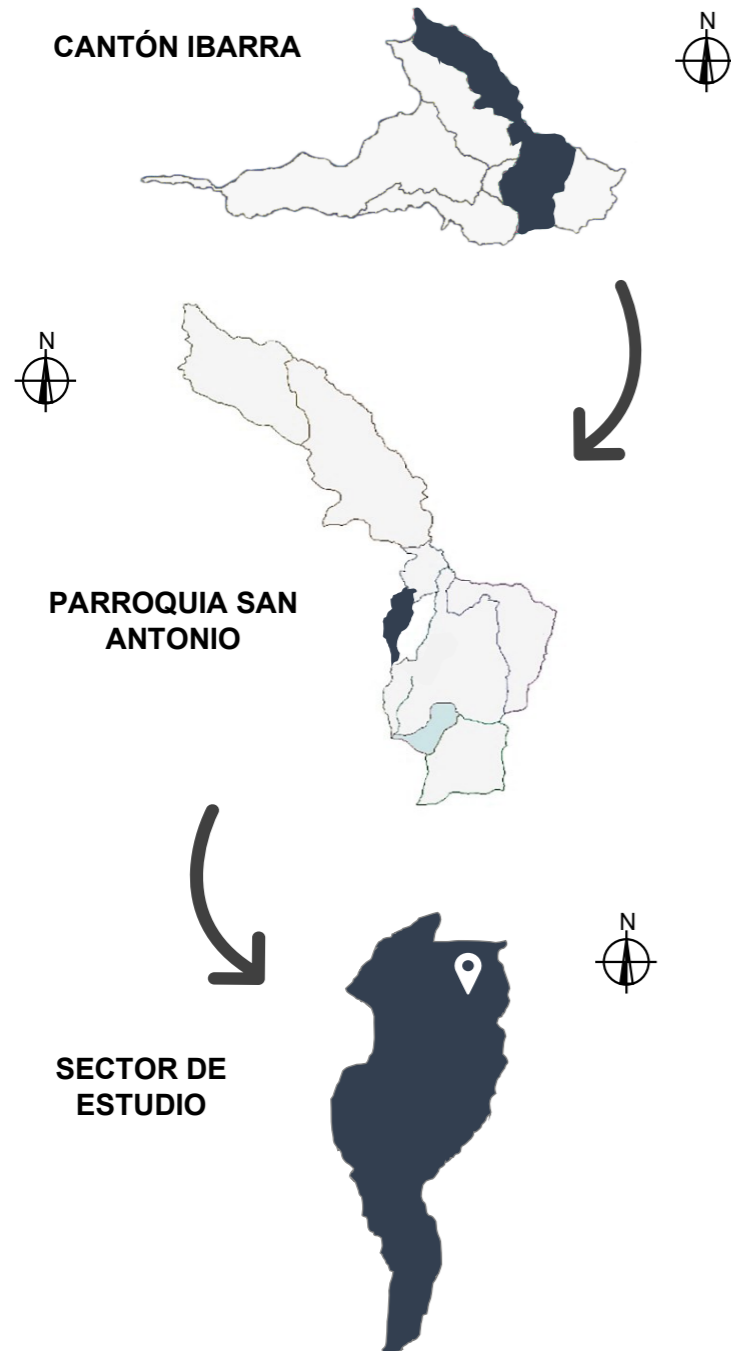 CANTÓN IBARRA
N
N
PARROQUIA SAN
ANTONIO
N
SECTOR DE
ESTUDIO